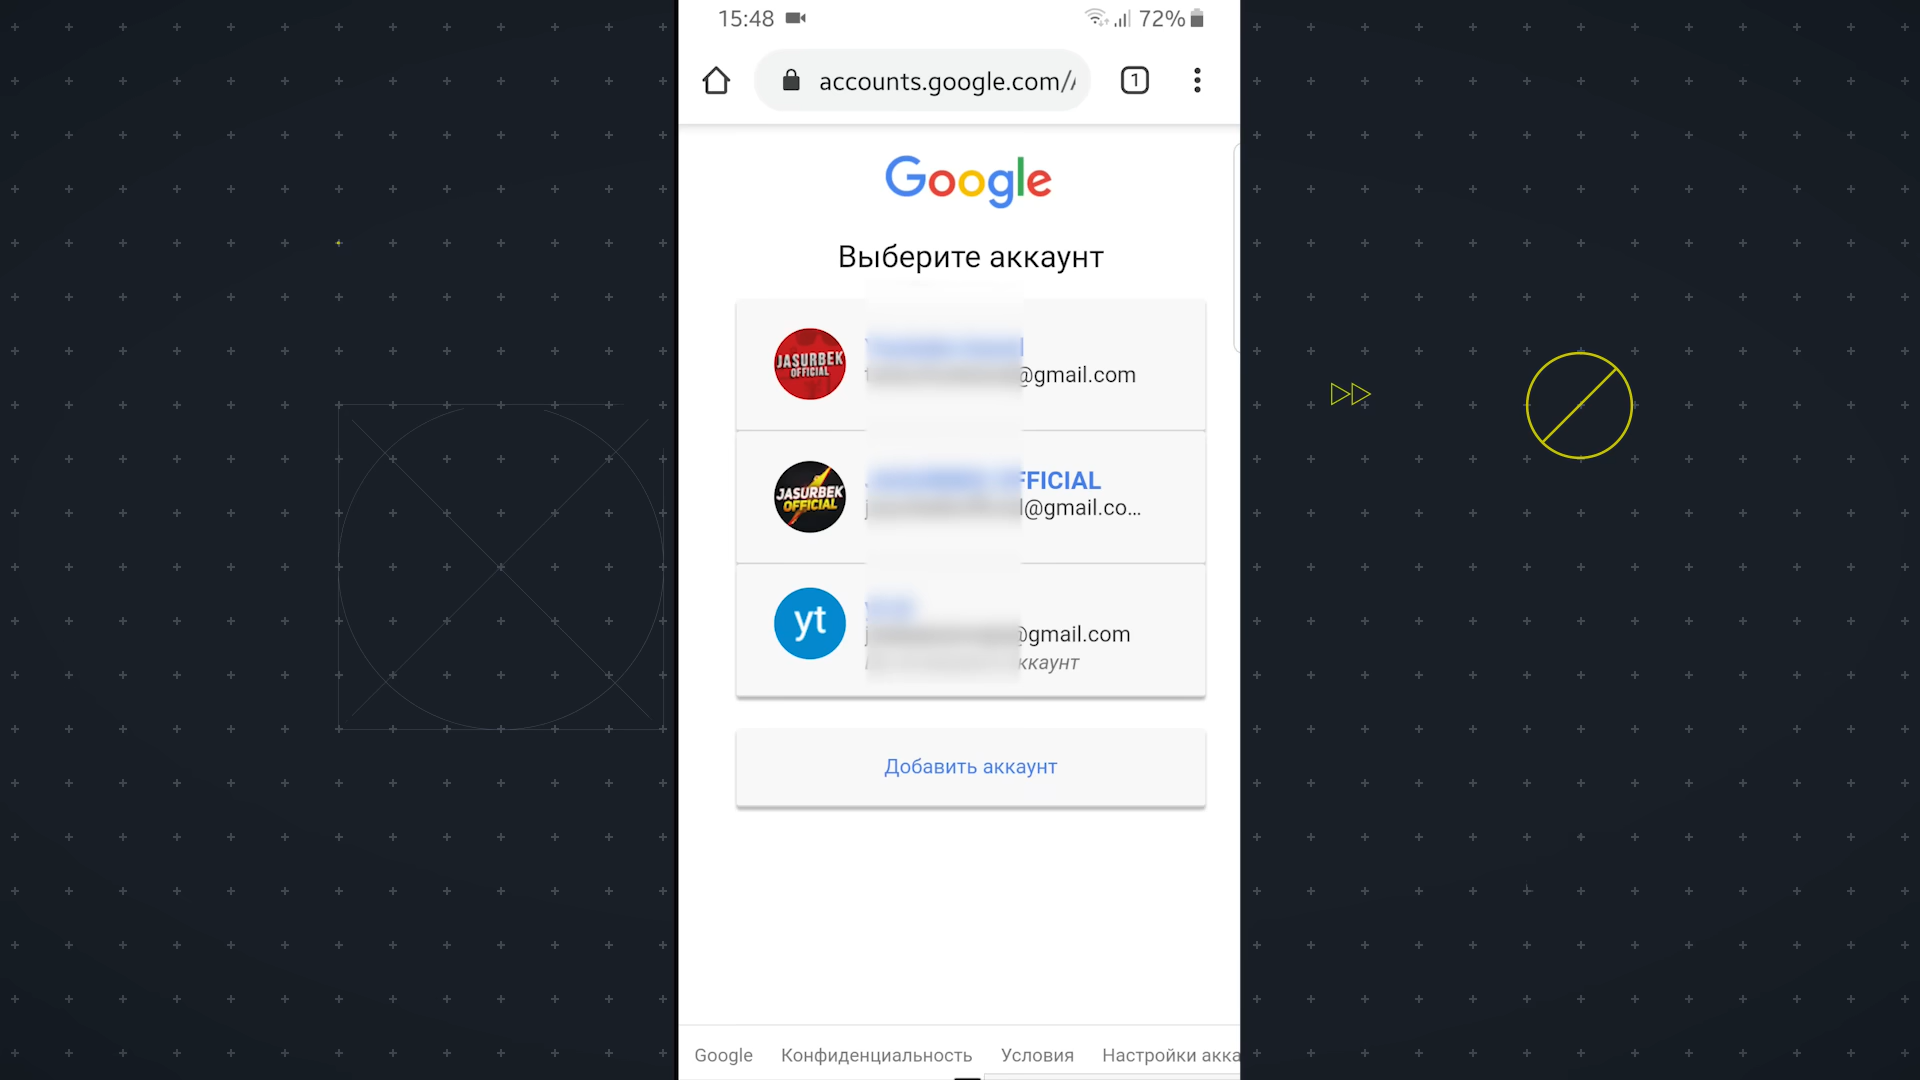 15:48
72%
accounts.google.com/
1
Google
Выберите аккаунт
JASURBEK
OFFICIAL
@gmail.com
JASURBEK
OFFICIAL
FFICIAL
l@gmail.co...
yt
@gmail.com
ккаунт
Добавить аккаунт
Google Конфиденциальность Условия Настройки акка